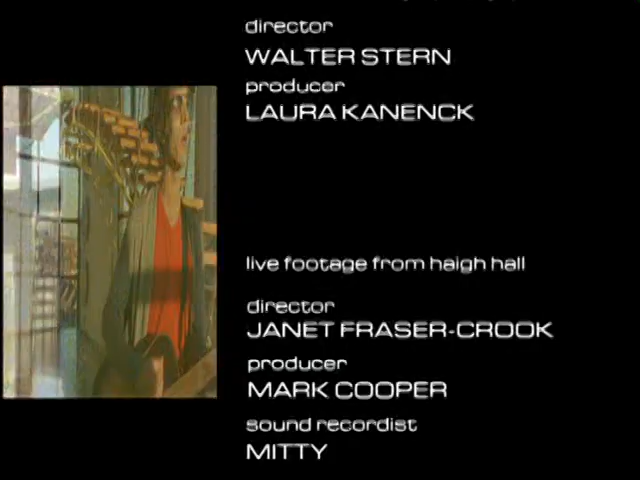 director
WALTER STERN
producer
LAURA KANENCK
live footage from haigh hall
director
JANET FRASER-CROOK
producer
MARK COOPER
sound recordist
MITTY